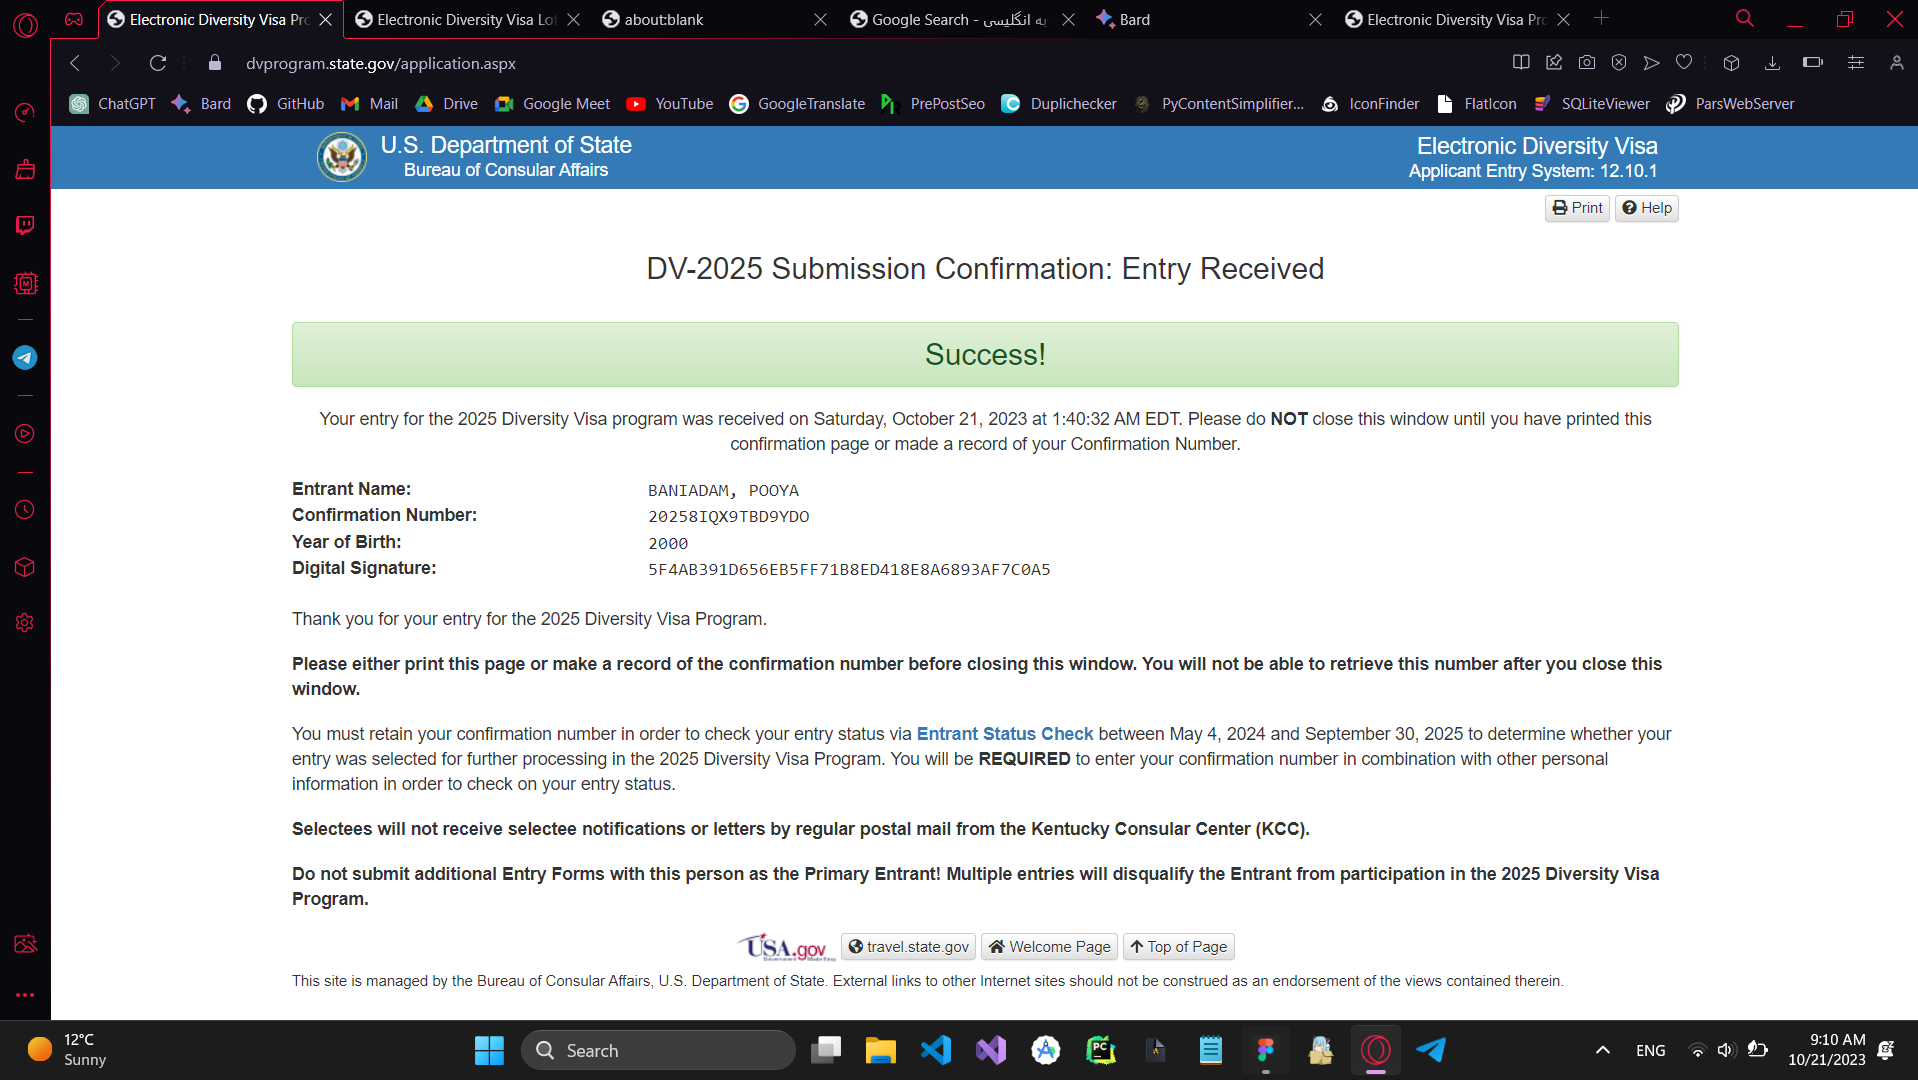 Electronic Diversity Visa Pro
Electronic Diversity Visa Lot
about:blank
به انگلیسی - Google Search
Bard
Electronic Diversity Visa Pro
dvprogram.state.gov/application.aspx
ChatGPT
Bard
GitHub
Mail
Drive
Google Meet
YouTube
GoogleTranslate
PrePostSeo
Duplichecker
PyContentSimplifier...
IconFinder
FlatIcon
SQLiteViewer
ParsWebServer
U.S. Department of State
Bureau of Consular Affairs
Electronic Diversity Visa
Applicant Entry System: 12.10.1
Print
Help
DV-2025 Submission Confirmation: Entry Received
Success!
Your entry for the 2025 Diversity Visa program was received on Saturday, October 21, 2023 at 1:40:32 AM EDT. Please do NOT close this window until you have printed this
confirmation page or made a record of your Confirmation Number.
Entrant Name: BANIADAM, POOYA
Confirmation Number: 20258IQX9TBD9YDO
Year of Birth: 2000
Digital Signature: 5F4AB391D656EB5FF71B8ED418E8A6893AF7C0A5
Thank you for your entry for the 2025 Diversity Visa Program.
Please either print this page or make a record of the confirmation number before closing this window. You will not be able to retrieve this number after you close this
window.
You must retain your confirmation number in order to check your entry status via Entrant Status Check between May 4, 2024 and September 30, 2025 to determine whether your
entry was selected for further processing in the 2025 Diversity Visa Program. You will be REQUIRED to enter your confirmation number in combination with other personal
information in order to check on your entry status.
Selectees will not receive selectee notifications or letters by regular postal mail from the Kentucky Consular Center (KCC).
Do not submit additional Entry Forms with this person as the Primary Entrant! Multiple entries will disqualify the Entrant from participation in the 2025 Diversity Visa
Program.
USA.gov
travel.state.gov
Welcome Page
Top of Page
This site is managed by the Bureau of Consular Affairs, U.S. Department of State. External links to other Internet sites should not be construed as an endorsement of the views contained therein.
12°C
Sunny
Search
PC
ENG
9:10 AM
10/21/2023